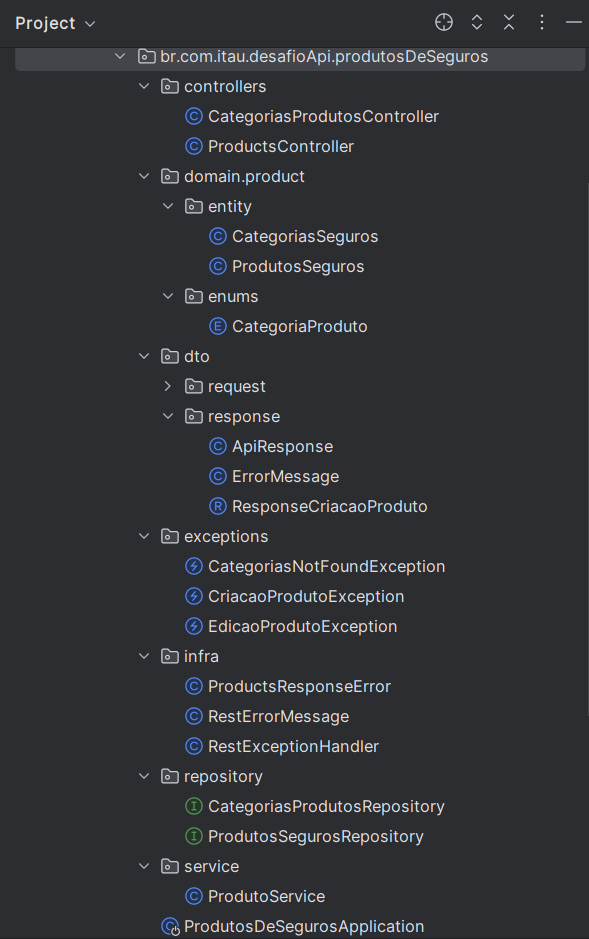 Project
br.com.itau.desafioApi.produtosDeSeguros
controllers
CategoriasProdutosController
ProductsController
domain.product
entity
CategoriasSeguros
ProdutosSeguros
enums
CategoriaProduto
dto
request
response
ApiResponse
ErrorMessage
ResponseCriacaoProduto
exceptions
CategoriasNotFoundException
CriacaoProdutoException
EdicaoProdutoException
infra
ProductsResponseError
RestErrorMessage
RestExceptionHandler
repository
CategoriasProdutosRepository
ProdutosSegurosRepository
service
ProdutoService
ProdutosDeSegurosApplication